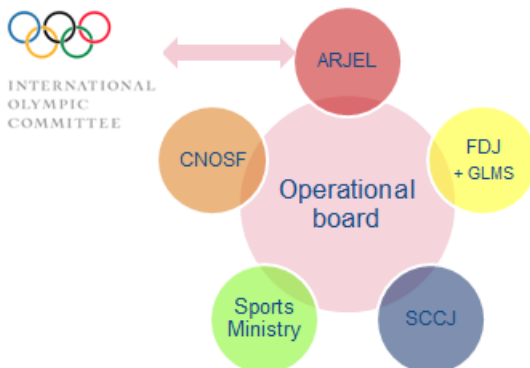 INTERNATIONAL
OLYMPIC
COMMITTEE
ARJEL
CNOSF
FDJ
+ GLMS
Operational
board
Sports
Ministry
SCCJ